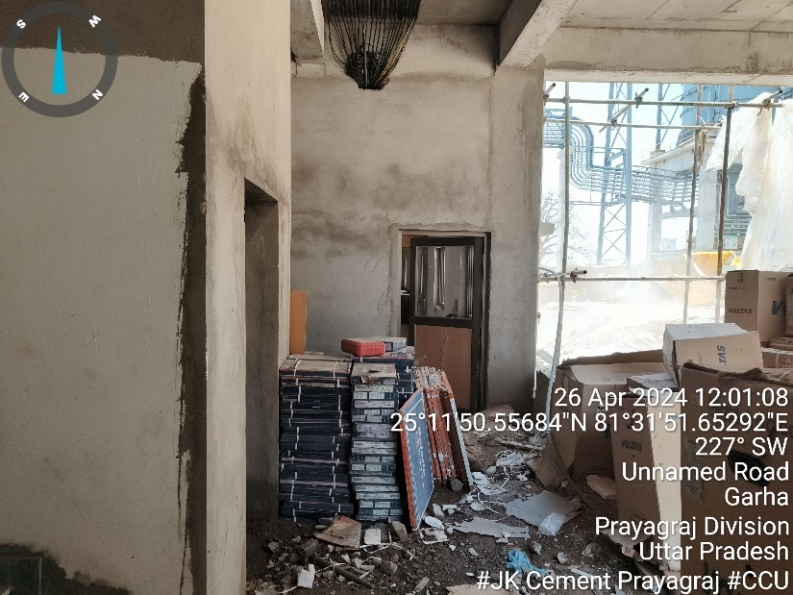 S
W
E
N
VOLTAS
26 Apr 2024 12:01:08
25°11'50.55684"N 81°31'51.65292"E
227° SW
Unnamed Road
Garha
Prayagraj Division
Uttar Pradesh
#JK Cement Prayagraj #CCU